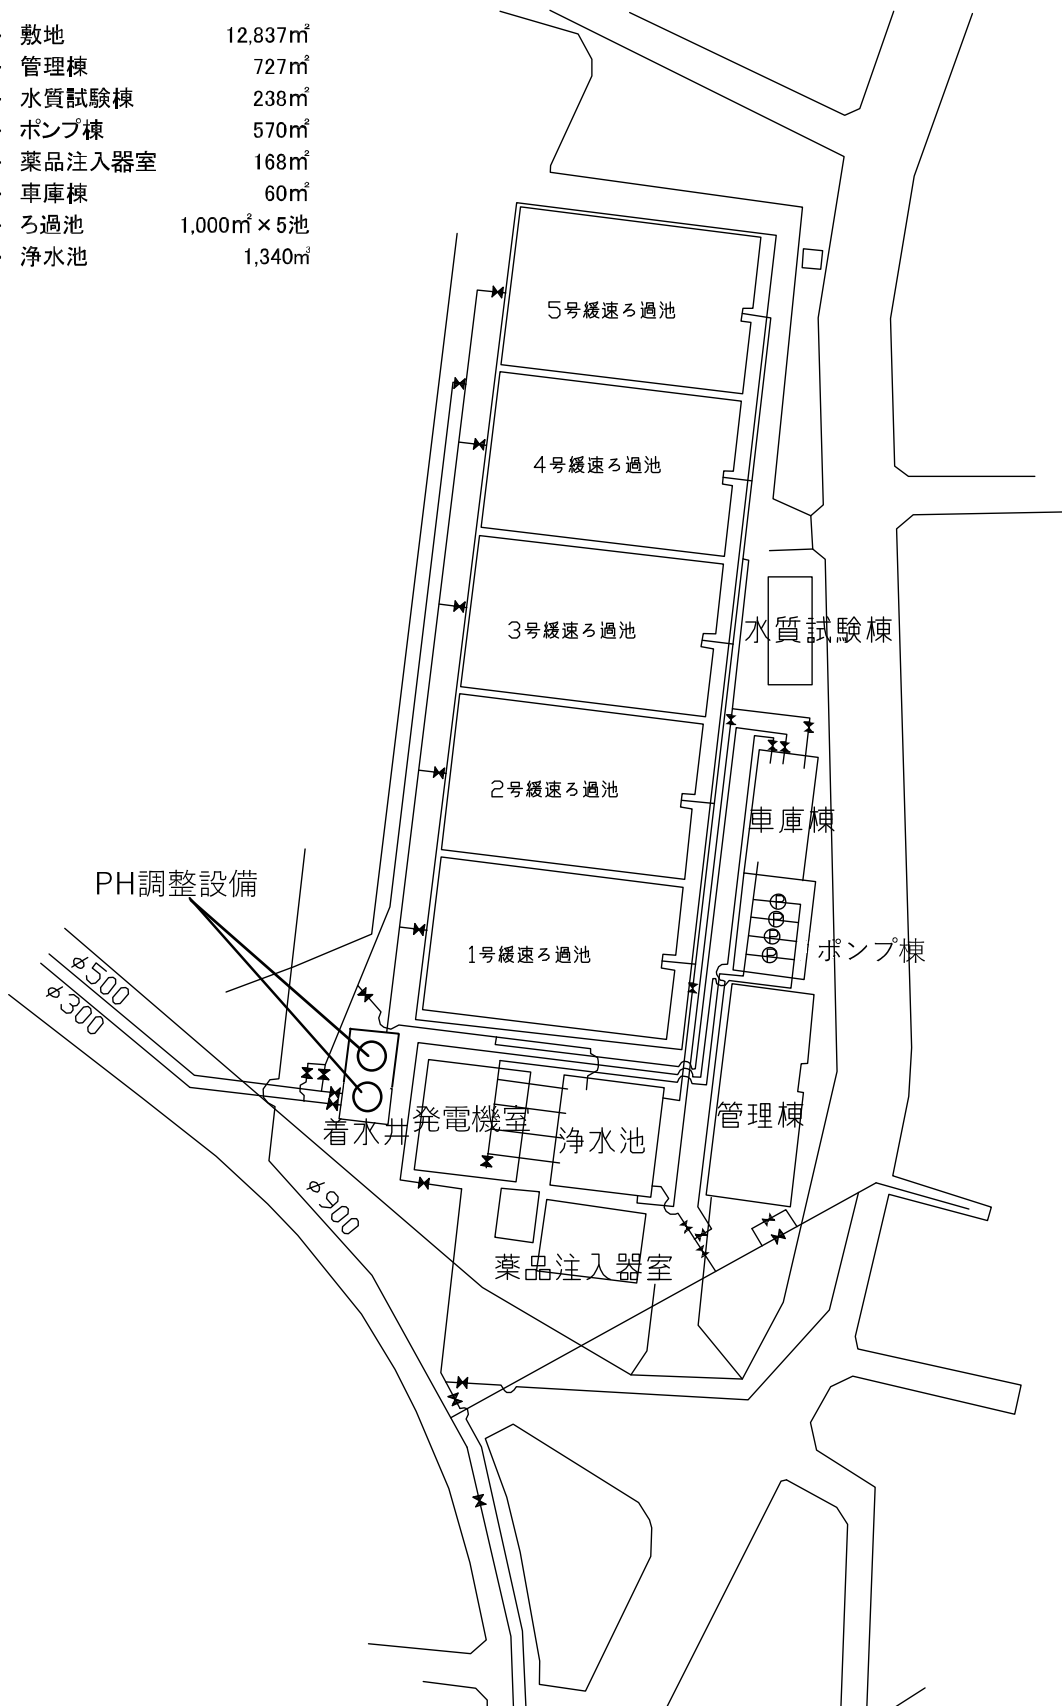 敷地 12,837㎡
管理棟 727㎡
水質試験棟 238㎡
ポンプ棟 570㎡
薬品注入器室 168㎡
車庫棟 60㎡
ろ過池 1,000㎡×5池
浄水池 1,340㎥
5号緩速ろ過池
4号緩速ろ過池
3号緩速ろ過池
水質試験棟
2号緩速ろ過池
車庫棟
PH調整設備
P
P
P
P
1号緩速ろ過池
ポンプ棟
φ500
φ300
着水井
発電機室
浄水池
管理棟
φ900
薬品注入器室